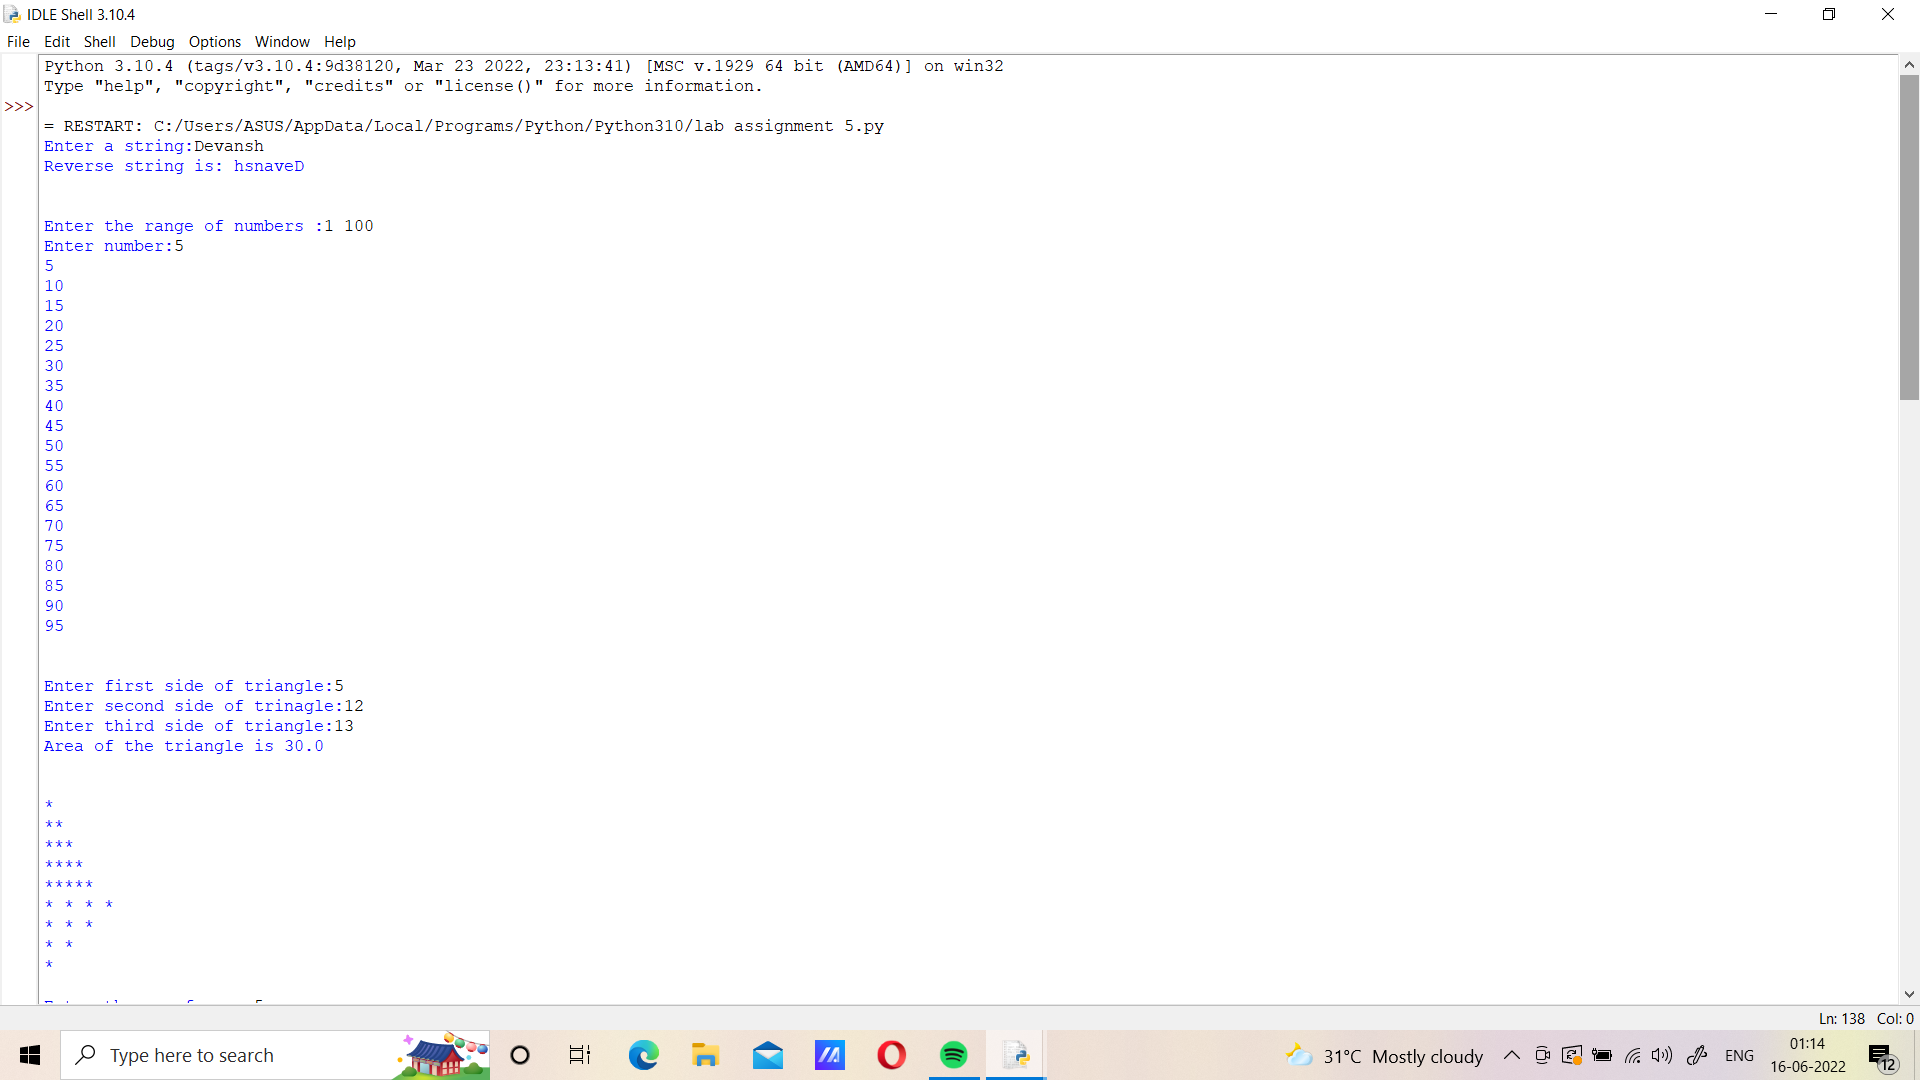 IDLE Shell 3.10.4
File Edit Shell Debug Options Window Help
Python 3.10.4 (tags/v3.10.4:9d38120, Mar 23 2022, 23:13:41) [MSC v.1929 64 bit (AMD64)] on win32
Type "help", "copyright", "credits" or "license()" for more information.
>>>
= RESTART: C:/Users/ASUS/AppData/Local/Programs/Python/Python310/lab assignment 5.py
Enter a string:Devansh
Reverse string is: hsnaveD
Enter the range of numbers :1 100
Enter number:5
5
10
15
20
25
30
35
40
45
50
55
60
65
70
75
80
85
90
95
Enter first side of triangle:5
Enter second side of trinagle:12
Enter third side of triangle:13
Area of the triangle is 30.0
*
**
***
****
*****
* * * *
* * *
* *
*
Ln: 138 Col: 0
Type here to search
31°C Mostly cloudy
ENG
01:14
16-06-2022
12